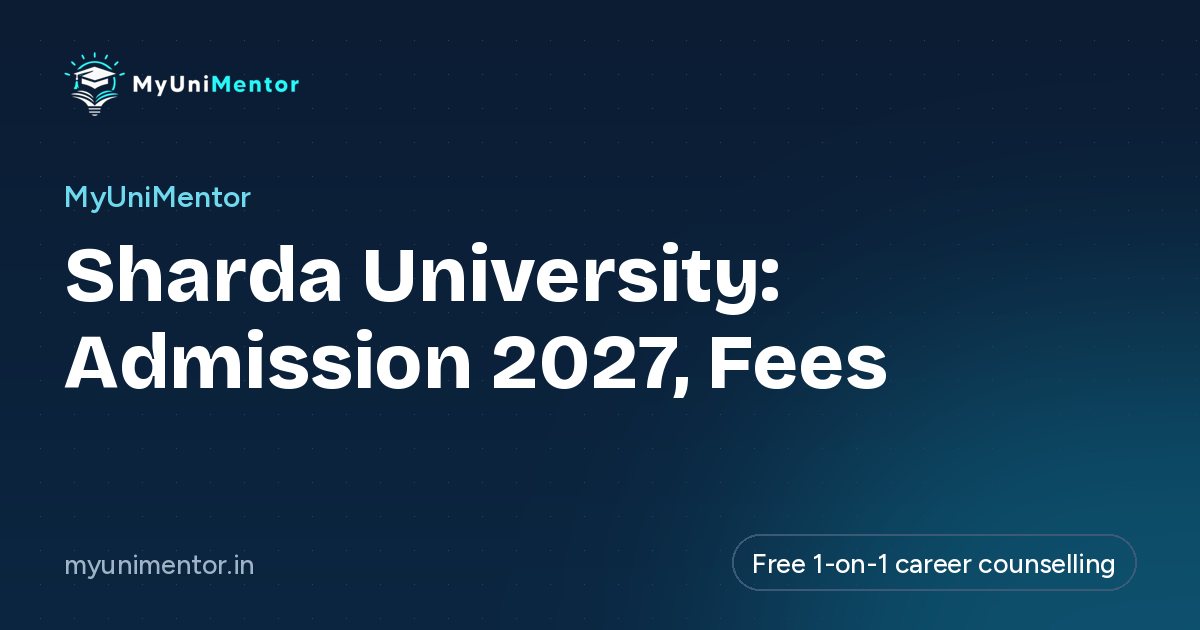 MyUniMentor
MyUniMentor
Sharda University:
Admission 2027, Fees
myunimentor.in
Free 1-on-1 career counselling